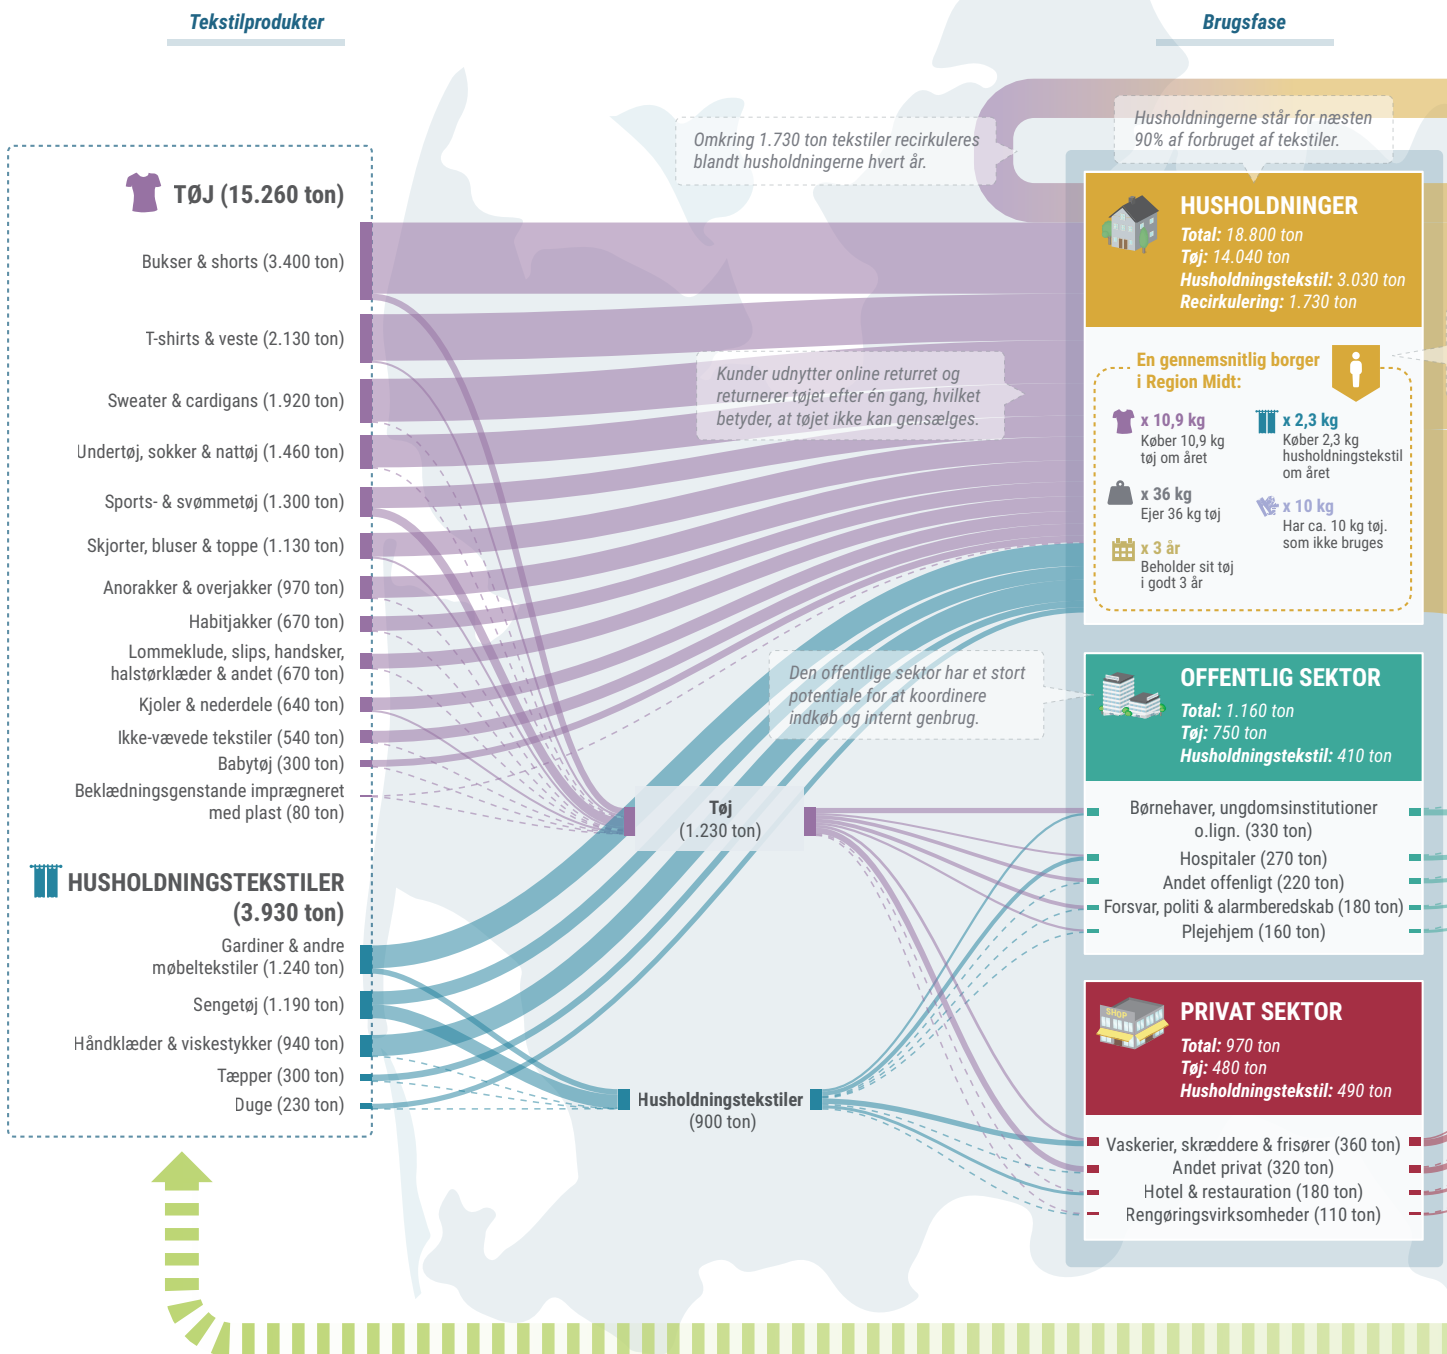 Tekstilprodukter
Brugsfase
Omkring 1.730 ton tekstiler recirkuleres
blandt husholdningerne hvert år.
Husholdningerne står for næsten
90% af forbruget af tekstiler.
TØJ (15.260 ton)
Bukser & shorts (3.400 ton)
T-shirts & veste (2.130 ton)
Sweater & cardigans (1.920 ton)
Undertøj, sokker & nattøj (1.460 ton)
Sports- & svømmetøj (1.300 ton)
Skjorter, bluser & toppe (1.130 ton)
Anorakker & overjakker (970 ton)
Habitjakker (670 ton)
Lommeklude, slips, handsker,
halstørklæder & andet (670 ton)
Kjoler & nederdele (640 ton)
Ikke-vævede tekstiler (540 ton)
Babytøj (300 ton)
Beklædningsgenstande imprægneret
med plast (80 ton)
HUSHOLDNINGSTEKSTILER
(3.930 ton)
Gardiner & andre
møbeltekstiler (1.240 ton)
Sengetøj (1.190 ton)
Håndklæder & viskestykker (940 ton)
Tæpper (300 ton)
Duge (230 ton)
Kunder udnytter online returret og
returnerer tøjet efter én gang, hvilket
betyder, at tøjet ikke kan gensælges.
Den offentlige sektor har et stort
potentiale for at koordinere
indkøb og internt genbrug.
Tøj
(1.230 ton)
Husholdningstekstiler
(900 ton)
HUSHOLDNINGER
Total: 18.800 ton
Tøj: 14.040 ton
Husholdningstekstil: 3.030 ton
Recirkulering: 1.730 ton
En gennemsnitlig borger
i Region Midt:
x 10,9 kg
Køber 10,9 kg
tøj om året
x 36 kg
Ejer 36 kg tøj
x 3 år
Beholder sit tøj
i godt 3 år
x 2,3 kg
Køber 2,3 kg
husholdningstekstil
om året
x 10 kg
Har ca. 10 kg tøj.
som ikke bruges
OFFENTLIG SEKTOR
Total: 1.160 ton
Tøj: 750 ton
Husholdningstekstil: 410 ton
Børnehaver, ungdomsinstitutioner
o.lign. (330 ton)
Hospitaler (270 ton)
Andet offenligt (220 ton)
Forsvar, politi & alarmberedskab (180 ton)
Plejehjem (160 ton)
SHOP
PRIVAT SEKTOR
Total: 970 ton
Tøj: 480 ton
Husholdningstekstil: 490 ton
Vaskerier, skræddere & frisører (360 ton)
Andet privat (320 ton)
Hotel & restauration (180 ton)
Rengøringsvirksomheder (110 ton)